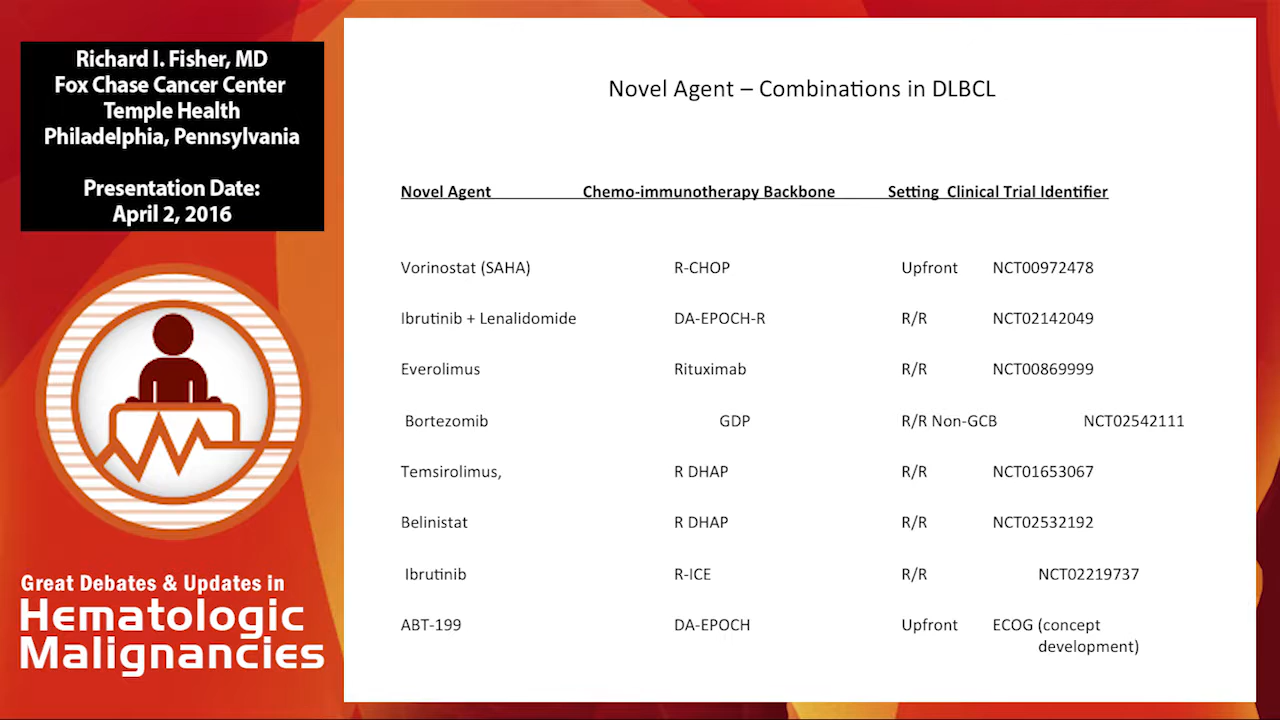 Richard I. Fisher, MD
Fox Chase Cancer Center
Temple Health
Philadelphia, Pennsylvania
Presentation Date:
April 2, 2016
Great Debates & Updates in
Hematologic
Malignancies
Novel Agent – Combinations in DLBCL
Novel Agent Chemo-immunotherapy Backbone Setting Clinical Trial Identifier
Vorinostat (SAHA) R-CHOP Upfront NCT00972478
Ibrutinib + Lenalidomide DA-EPOCH-R R/R NCT02142049
Everolimus Rituximab R/R NCT00869999
Bortezomib GDP R/R Non-GCB NCT02542111
Temsirolimus, R DHAP R/R NCT01653067
Belinistat R DHAP R/R NCT02532192
Ibrutinib R-ICE R/R NCT02219737
ABT-199 DA-EPOCH Upfront ECOG (concept
development)